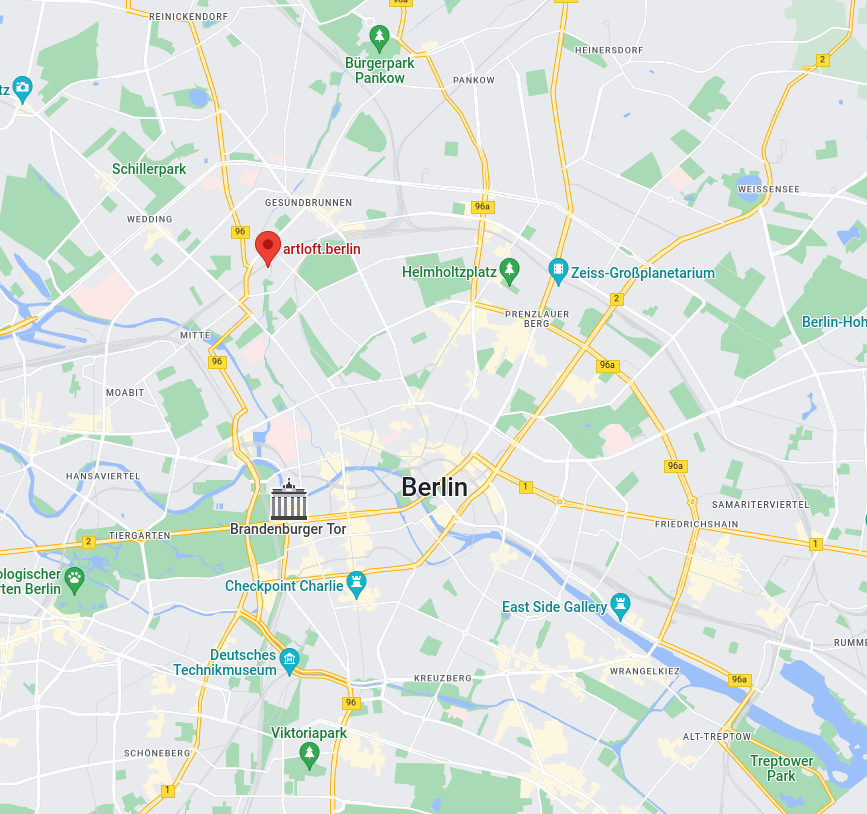 96a
REINICKENDORF
Bürgerpark
Pankow
HEINERSDORF
2
PANKOW
tz
Schillerpark
WEISSENSEE
GESUNDBRUNNEN
96a
WEDDING
96
artloft.berlin
Helmholtzplatz
Zeiss-Großplanetarium
2
PRENZLAUER
BERG
Berlin-Hoh
MITTE
96
96a
MOABIT
96a
HANSAVIERTEL
Berlin
1
SAMARITERVIERTEL
Brandenburger Tor
FRIEDRICHSHAIN
2
TIERGARTEN
1
ologischer
rten Berlin
Checkpoint Charlie
East Side Gallery
RUMME
Deutsches
Technikmuseum
KREUZBERG
WRANGELKIEZ
96a
96
Viktoriapark
ALT-TREPTOW
SCHÖNEBERG
Treptower
Park
1